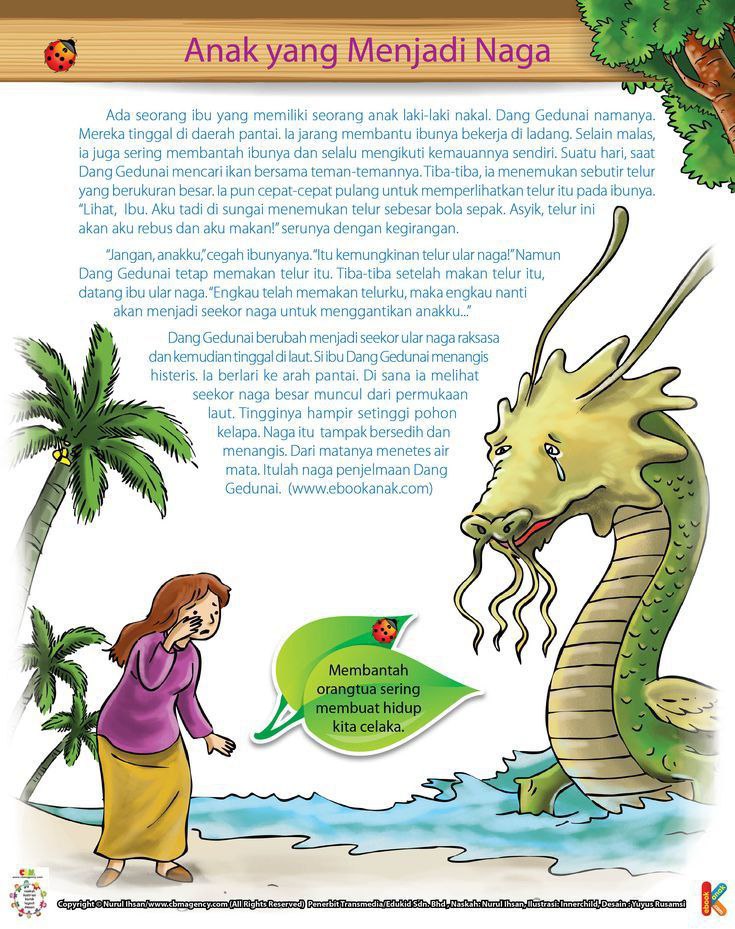 Anak yang Menjadi Naga
Ada seorang ibu yang memiliki seorang anak laki-laki nakal. Dang Gedunai namanya.
Mereka tinggal di daerah pantai. Ia jarang membantu ibunya bekerja di ladang. Selain malas,
ia juga sering membantah ibunya dan selalu mengikuti kemauannya sendiri. Suatu hari, saat
Dang Gedunai mencari ikan bersama teman-temannya. Tiba-tiba, ia menemukan sebutir telur
yang berukuran besar. Ia pun cepat-cepat pulang untuk memperlihatkan telur itu pada ibunya.
“Lihat, Ibu. Aku tadi di sungai menemukan telur sebesar bola sepak. Asyik, telur ini
akan aku rebus dan aku makan!” serunya dengan kegirangan.
“Jangan, anakku,” cegah ibunyanya. “Itu kemungkinan telur ular naga!” Namun
Dang Gedunai tetap memakan telur itu. Tiba-tiba setelah makan telur itu,
datang ibu ular naga. “Engkau telah memakan telurku, maka engkau nanti
akan menjadi seekor naga untuk menggantikan anakku...”
Dang Gedunai berubah menjadi seekor ular naga raksasa
dan kemudian tinggal di laut. Si ibu Dang Gedunai menangis
histeris. Ia berlari ke arah pantai. Di sana ia melihat
seekor naga besar muncul dari permukaan
laut. Tingginya hampir setinggi pohon
kelapa. Naga itu tampak bersedih dan
menangis. Dari matanya menetes air
mata. Itulah naga penjelmaan Dang
Gedunai. (www.ebookanak.com)
Membantah
orangtua sering
membuat hidup
kita celaka.
Copyright © Nurul Ihsan/www.cbmagency.com (All Rights Reserved) Penerbit Transmedia/Edukid Sdn. Bhd., Naskah: Nurul Ihsan, Ilustrasi: Innerchild, Desain: Yuyus Rusamsi
ebook
anak